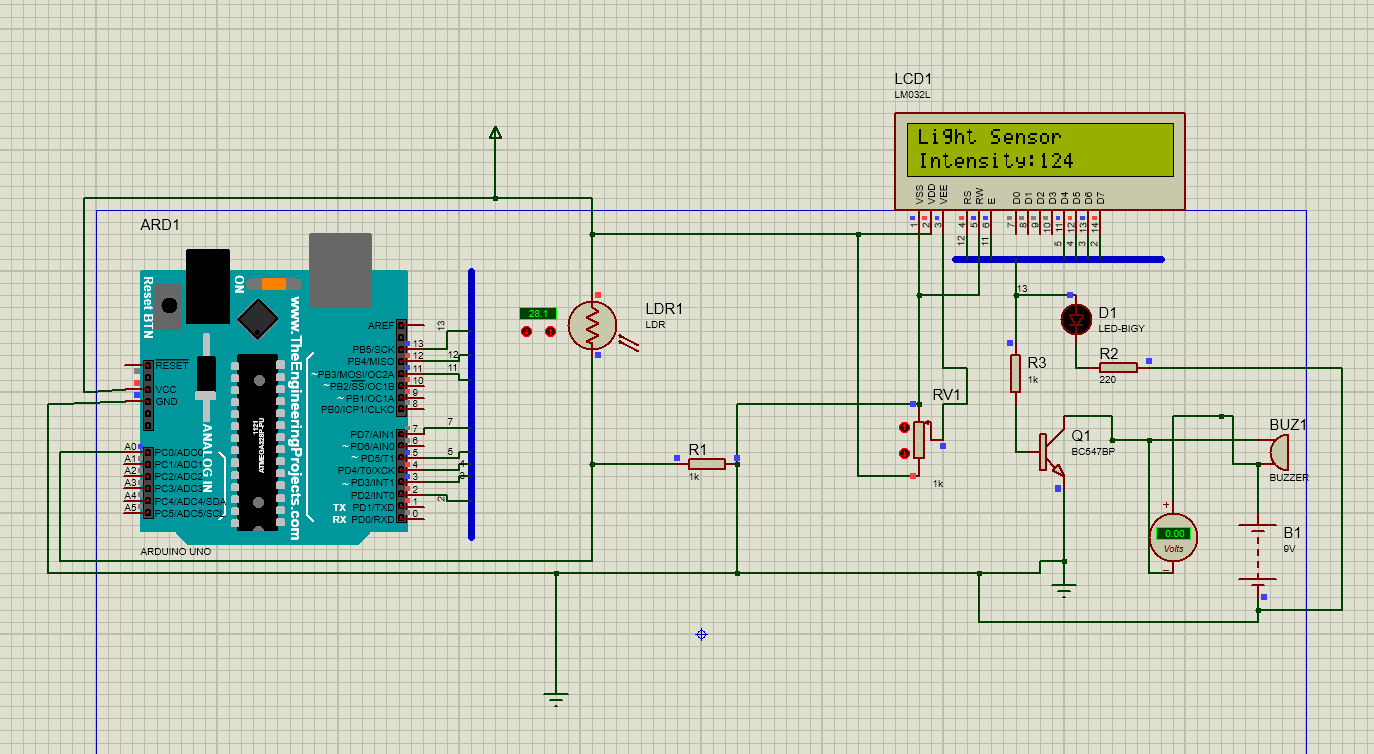 LCD1
LM032L
Light Sensor
Intensity:124
VSS
VDD
VEE
RS
RW
E
D0
D1
D2
D3
D4
D5
D6
D7
1
2
3
4
5
6
7
8
9
10
11
12
13
14
12
11
5
4
3
2
13
ARD1
Reset BTN
ON
www.TheEngineeringProjects.com
ANALOG IN
ATMEGA328P-PU
1121
RESET
VCC
GND
A0
A1
A2
A3
A4
A5
PC0/ADC0
PC1/ADC1
PC2/ADC2
PC3/ADC3
PC4/ADC4/SDA
PC5/ADC5/SCL
AREF
PB5/SCK
PB4/MISO
~PB3/MOSI/OC2A
~PB2/SS/OC1B
~PB1/OC1A
PB0/ICP1/CLKO
PD7/AIN1
~PD6/AIN0
~PD5/T1
PD4/T0/XCK
~PD3/INT1
PD2/INT0
TX PD1/TXD
RX PD0/RXD
13
12
11
10
9
8
7
6
5
4
3
2
1
0
13
12
11
7
5
4
3
2
ARDUINO UNO
28.1
LDR1
LDR
R1
1k
RV1
1k
D1
LED-BIGY
R2
220
R3
1k
Q1
BC547BP
BUZ1
BUZZER
+
0.00
Volts
B1
9V